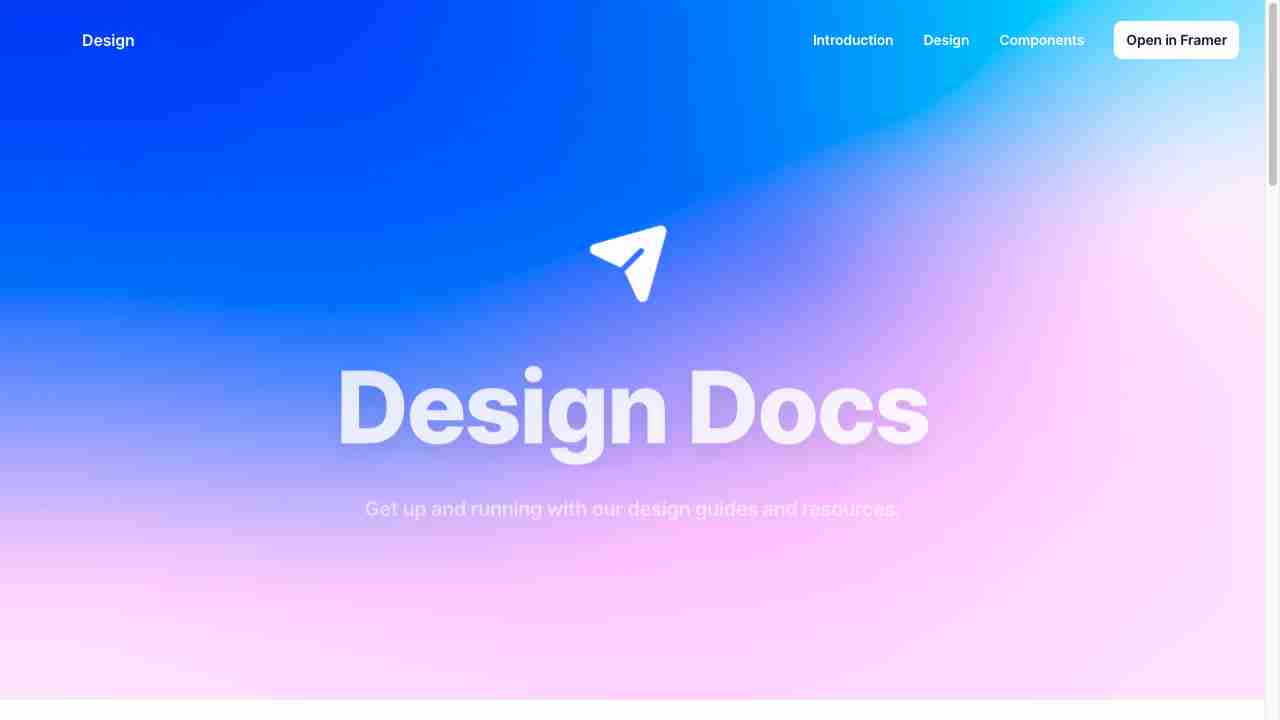 Design
Introduction
Design
Components
Open in Framer
Design Docs
Get up and running with our design guides and resources.